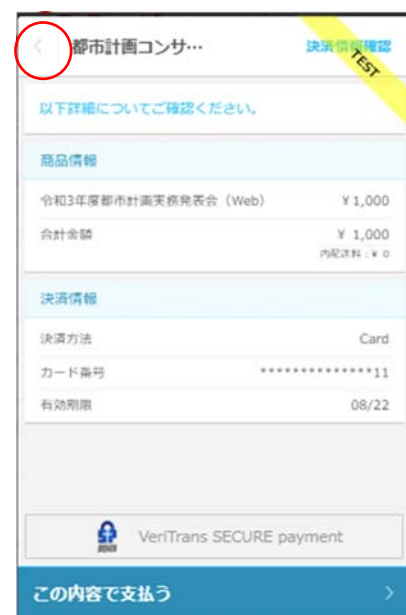 都市計画コンサ…
決済情報確認
TEST
以下詳細についてご確認ください。
商品情報
令和3年度都市計画実務発表会（Web） ¥1,000
合計金額 ¥ 1,000
内配送料：¥ 0
決済情報
決済方法 Card
カード番号 **************11
有効期限 08/22
VeriTrans SECURE payment
この内容で支払う